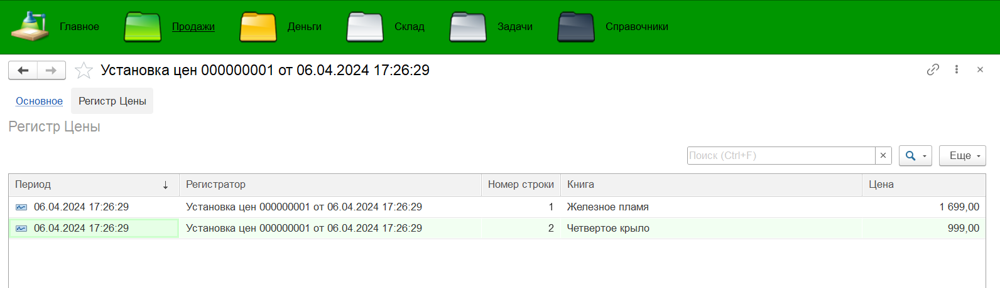 Главное Продажи Деньги Склад Задачи Справочники
Установка цен 000000001 от 06.04.2024 17:26:29
Основное Регистр Цены
Регистр Цены
Поиск (Ctrl+F) Еще
Период Регистратор Номер строки Книга Цена
06.04.2024 17:26:29 Установка цен 000000001 от 06.04.2024 17:26:29 1 Железное пламя 1 699,00
06.04.2024 17:26:29 Установка цен 000000001 от 06.04.2024 17:26:29 2 Четвертое крыло 999,00